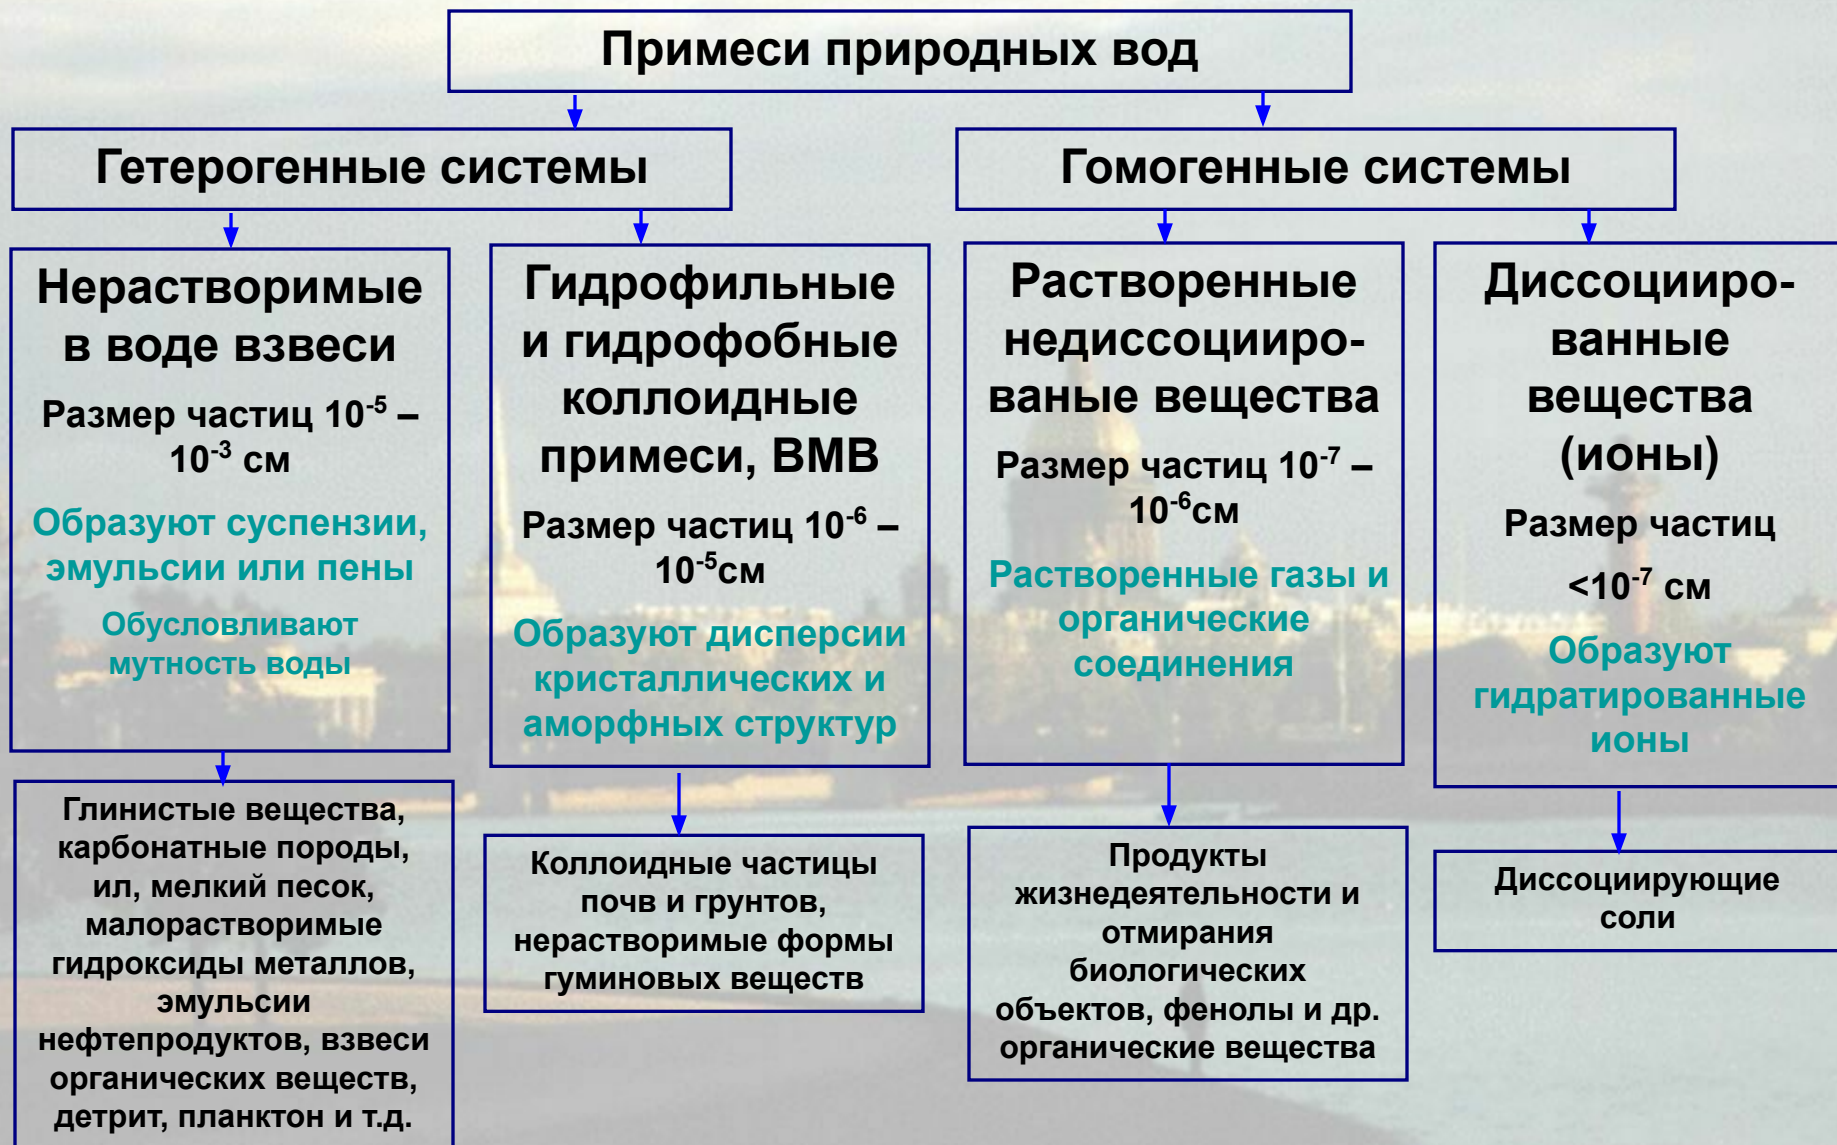 Примеси природных вод
Гетерогенные системы
Гомогенные системы
Нерастворимые
в воде взвеси
Размер частиц 10⁻⁵ –
10⁻³ см
Образуют суспензии,
эмульсии или пены
Обусловливают
мутность воды
Гидрофильные
и гидрофобные
коллоидные
примеси, ВМВ
Размер частиц 10⁻⁶ –
10⁻⁵см
Образуют дисперсии
кристаллических и
аморфных структур
Растворенные
недиссоцииро-
ваные вещества
Размер частиц 10⁻⁷ –
10⁻⁶см
Растворенные газы и
органические
соединения
Диссоцииро-
ванные
вещества
(ионы)
Размер частиц
<10⁻⁷ см
Образуют
гидратированные
ионы
Глинистые вещества,
карбонатные породы,
ил, мелкий песок,
малорастворимые
гидроксиды металлов,
эмульсии
нефтепродуктов, взвеси
органических веществ,
детрит, планктон и т.д.
Коллоидные частицы
почв и грунтов,
нерастворимые формы
гуминовых веществ
Продукты
жизнедеятельности и
отмирания
биологических
объектов, фенолы и др.
органические вещества
Диссоциирующие
соли